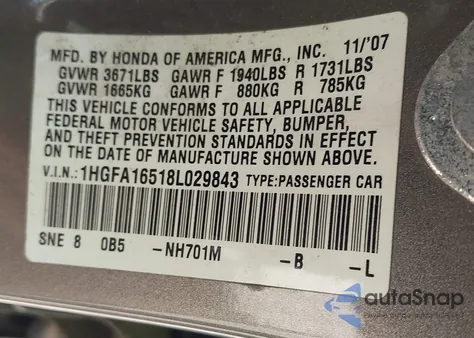 MFD. BY HONDA OF AMERICA MFG., INC. 11/'07
GVWR 3671LBS GAWR F 1940LBS R 1731LBS
GVWR 1665KG GAWR F 880KG R 785KG
THIS VEHICLE CONFORMS TO ALL APPLICABLE
FEDERAL MOTOR VEHICLE SAFETY, BUMPER,
AND THEFT PREVENTION STANDARDS IN EFFECT
ON THE DATE OF MANUFACTURE SHOWN ABOVE.
V.I.N.:1HGFA16518L029843 TYPE:PASSENGER CAR
SNE 8 0B5 -NH701M -B -L
autoSnap